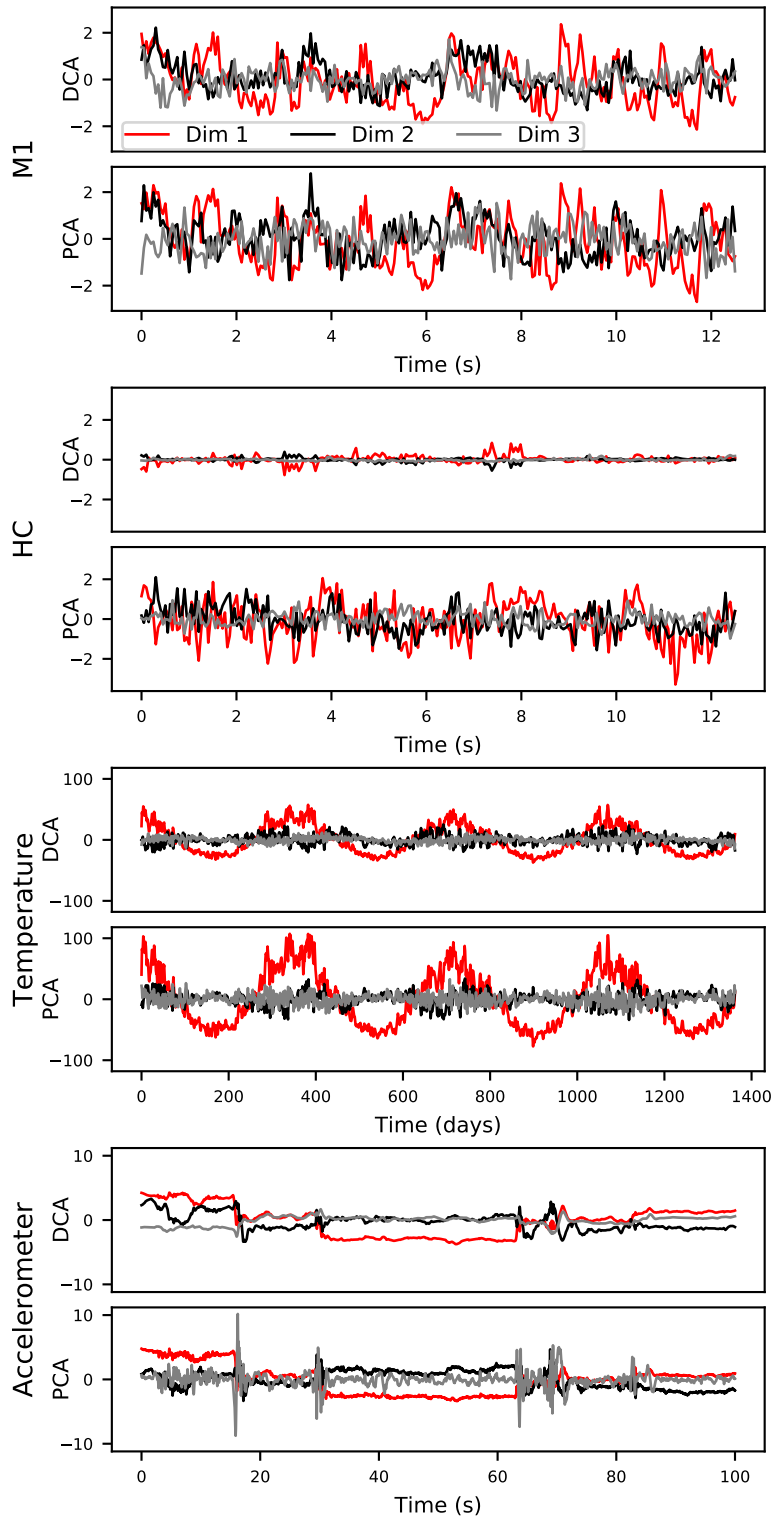 M1
DCA
2
0
−2
Dim 1 Dim 2 Dim 3
PCA
2
0
−2
0 2 4 6 8 10 12
Time (s)
HC
DCA
2
0
−2
PCA
2
0
−2
0 2 4 6 8 10 12
Time (s)
Temperature
DCA
100
0
−100
PCA
100
0
−100
0 200 400 600 800 1000 1200 1400
Time (days)
Accelerometer
DCA
10
0
−10
PCA
10
0
−10
0 20 40 60 80 100
Time (s)